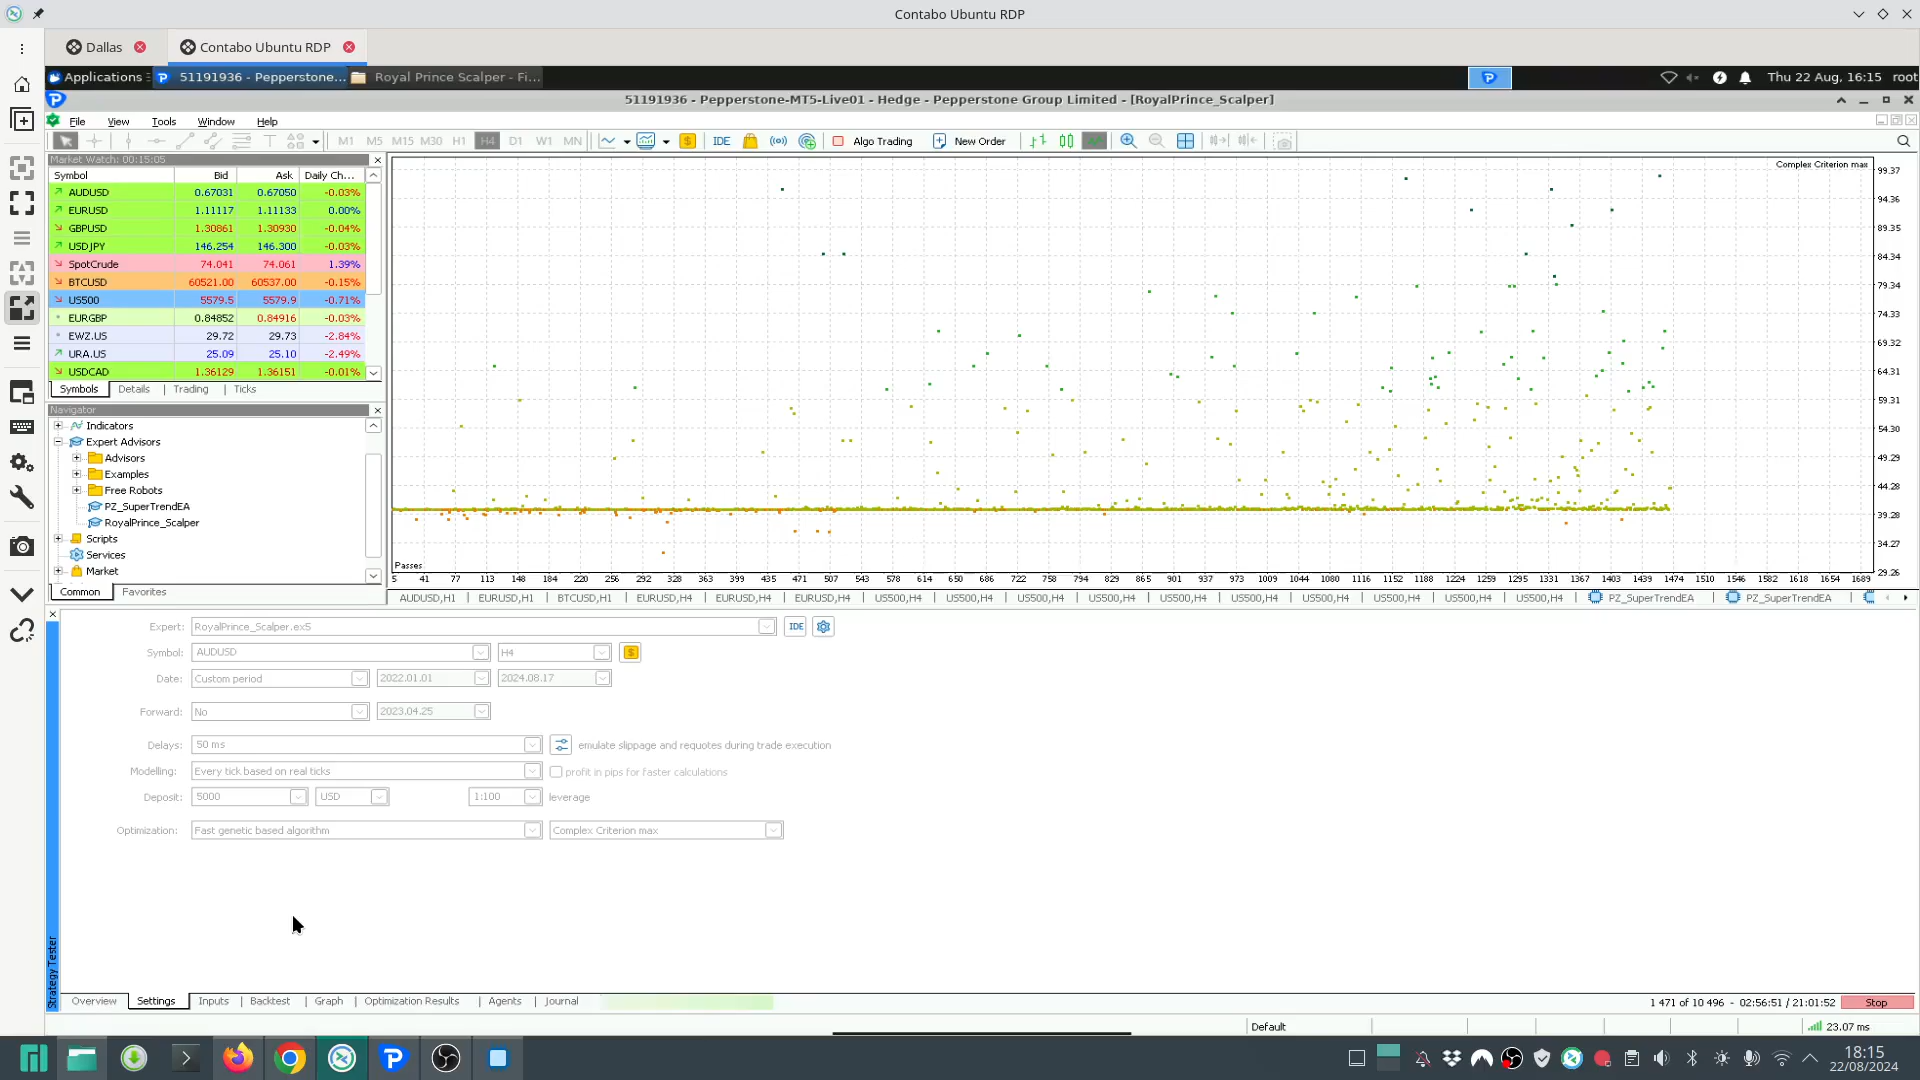 Contabo Ubuntu RDP
Dallas
Contabo Ubuntu RDP
Applications
51191936 - Pepperstone...
Royal Prince Scalper - Fi...
Thu 22 Aug, 16:15
root
51191936 - Pepperstone-MT5-Live01 - Hedge - Pepperstone Group Limited - [RoyalPrince_Scalper]
File View Tools Window Help
M1 M5 M15 M30 H1 H4 D1 W1 MN IDE Algo Trading New Order
Market Watch: 00:15:05
Symbol Bid Ask Daily Ch...
AUDUSD 0.67031 0.67050 -0.03%
EURUSD 1.11117 1.11133 0.00%
GBPUSD 1.30861 1.30930 -0.04%
USDJPY 146.254 146.300 -0.03%
SpotCrude 74.041 74.061 1.39%
BTCUSD 60521.00 60537.00 -0.15%
US500 5579.5 5579.9 -0.71%
EURGBP 0.84852 0.84916 -0.03%
EWZ.US 29.72 29.73 -2.84%
URA.US 25.09 25.10 -2.49%
USDCAD 1.36129 1.36151 -0.01%
Symbols Details Trading Ticks
Navigator
Indicators
Expert Advisors
Advisors
Examples
Free Robots
PZ_SuperTrendEA
RoyalPrince_Scalper
Scripts
Services
Market
Common Favorites
Complex Criterion max
99.37
94.36
89.35
84.34
79.34
74.33
69.32
64.31
59.31
54.30
49.29
44.28
39.28
34.27
29.26
Passes
5 41 77 113 148 184 220 256 292 328 363 399 435 471 507 543 578 614 650 686 722 758 794 829 865 901 937 973 1009 1044 1080 1116 1152 1188 1224 1259 1295 1331 1367 1403 1439 1474 1510 1546 1582 1618 1654 1689
AUDUSD,H1 EURUSD,H1 BTCUSD,H1 EURUSD,H4 EURUSD,H4 EURUSD,H4 US500,H4 US500,H4 US500,H4 US500,H4 US500,H4 US500,H4 US500,H4 US500,H4 US500,H4 US500,H4 PZ_SuperTrendEA PZ_SuperTrendEA
Expert: RoyalPrince_Scalper.ex5 IDE
Symbol: AUDUSD H4
Date: Custom period 2022.01.01 2024.08.17
Forward: No 2023.04.25
Delays: 50 ms emulate slippage and requotes during trade execution
Modelling: Every tick based on real ticks profit in pips for faster calculations
Deposit: 5000 USD 1:100 leverage
Optimization: Fast genetic based algorithm Complex Criterion max
Strategy Tester
Overview Settings Inputs Backtest Graph Optimization Results Agents Journal
1 471 of 10 496 - 02:56:51 / 21:01:52 Stop
Default
23.07 ms
18:15
22/08/2024